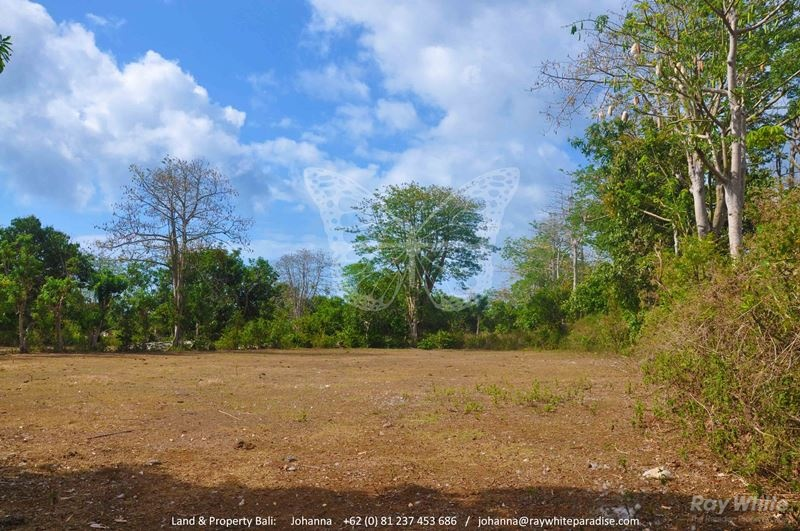 Ray White
Land & Property Bali: Johanna +62 (0) 81 237 453 686 / johanna@raywhiteparadise.com